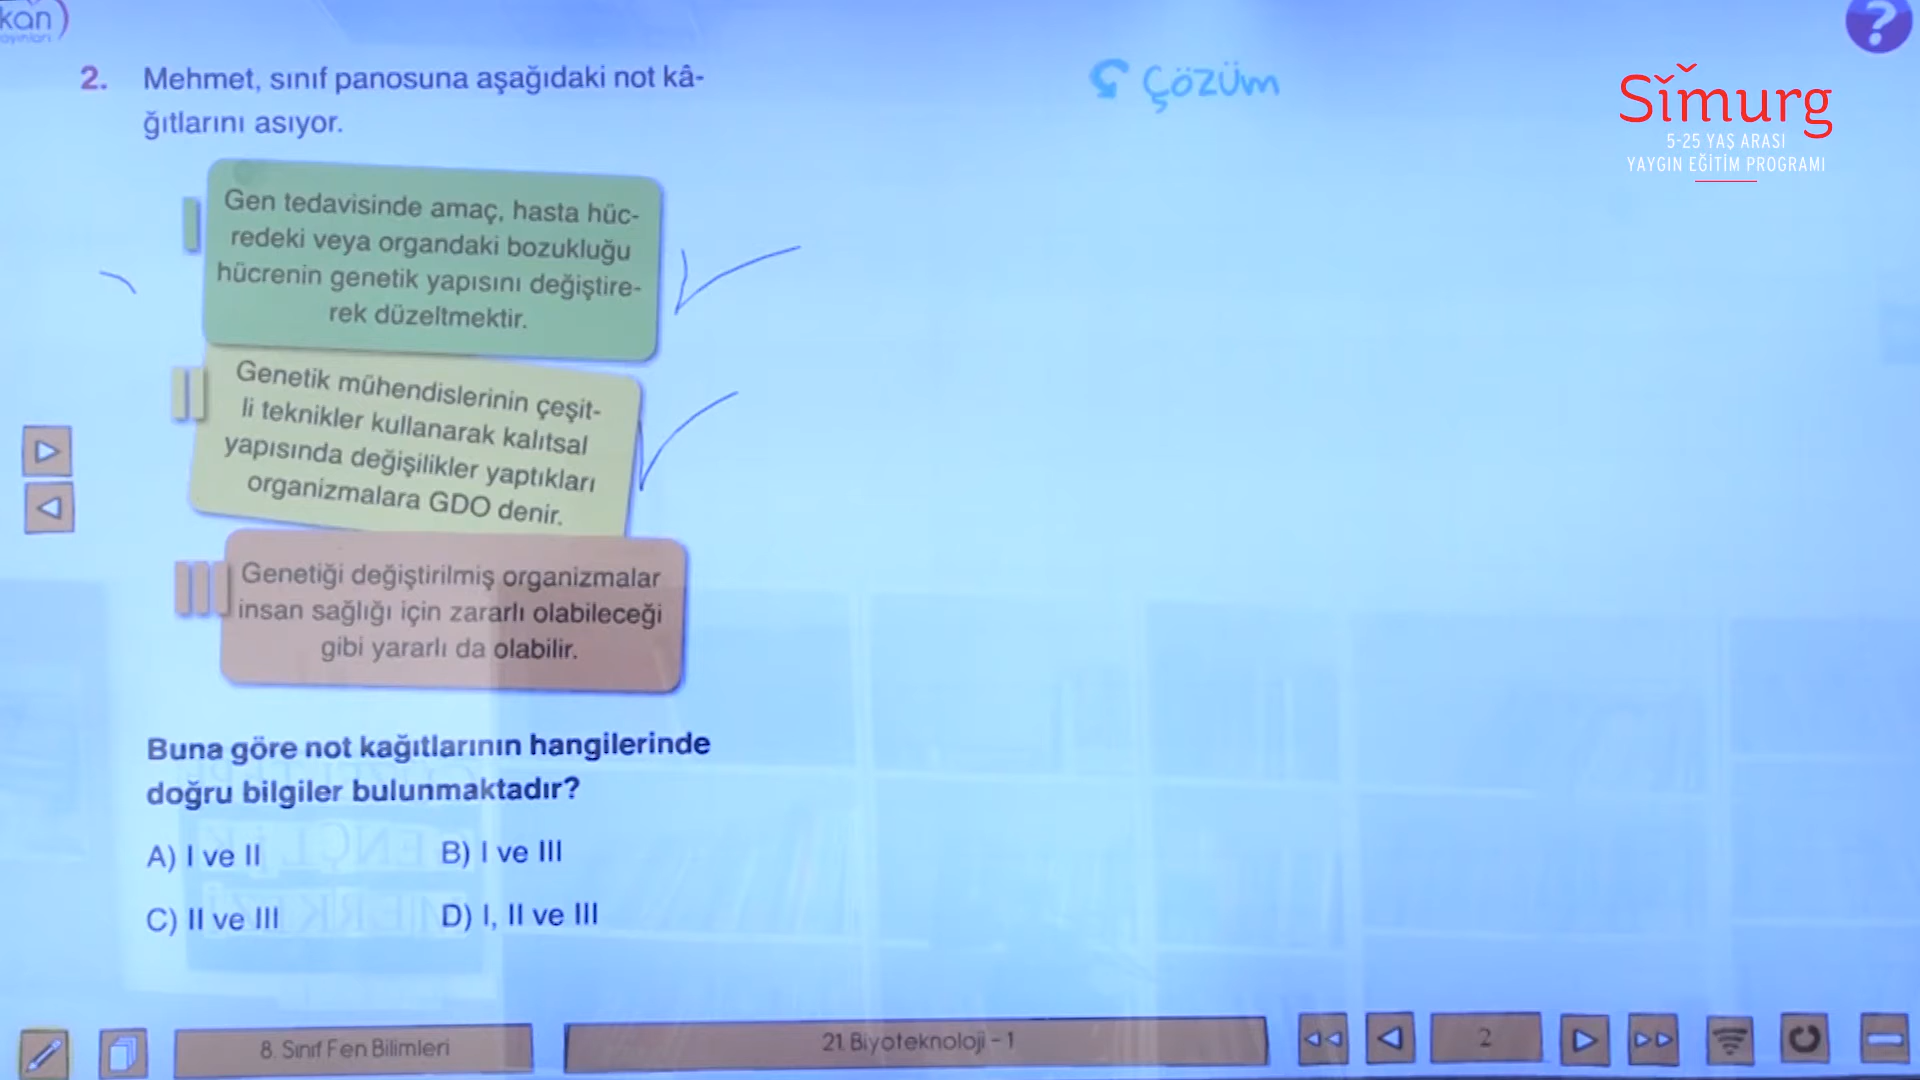 kan
ayınları
?
2. Mehmet, sınıf panosuna aşağıdaki not kâ-
ğıtlarını asıyor.
I
Gen tedavisinde amaç, hasta hüc-
redeki veya organdaki bozukluğu
hücrenin genetik yapısını değiştire-
rek düzeltmektir.
II
Genetik mühendislerinin çeşit-
li teknikler kullanarak kalıtsal
yapısında değişilikler yaptıkları
organizmalara GDO denir.
III
Genetiği değiştirilmiş organizmalar
insan sağlığı için zararlı olabileceği
gibi yararlı da olabilir.
Buna göre not kağıtlarının hangilerinde
doğru bilgiler bulunmaktadır?
A) I ve II B) I ve III
C) II ve III D) I, II ve III
Çözüm
Simurg
5-25 YAŞ ARASI
YAYGIN EĞİTİM PROGRAMI
GENÇLİK
MERKEZİ
8. Sınıf Fen Bilimleri
21. Biyoteknoloji - 1
2